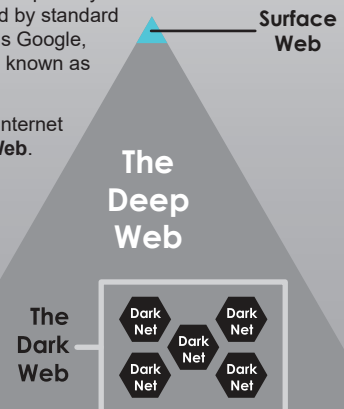 d by standard
s Google,
known as
Surface
Web
nternet
Web.
The
Deep
Web
The
Dark
Web
Dark
Net
Dark
Net
Dark
Net
Dark
Net
Dark
Net